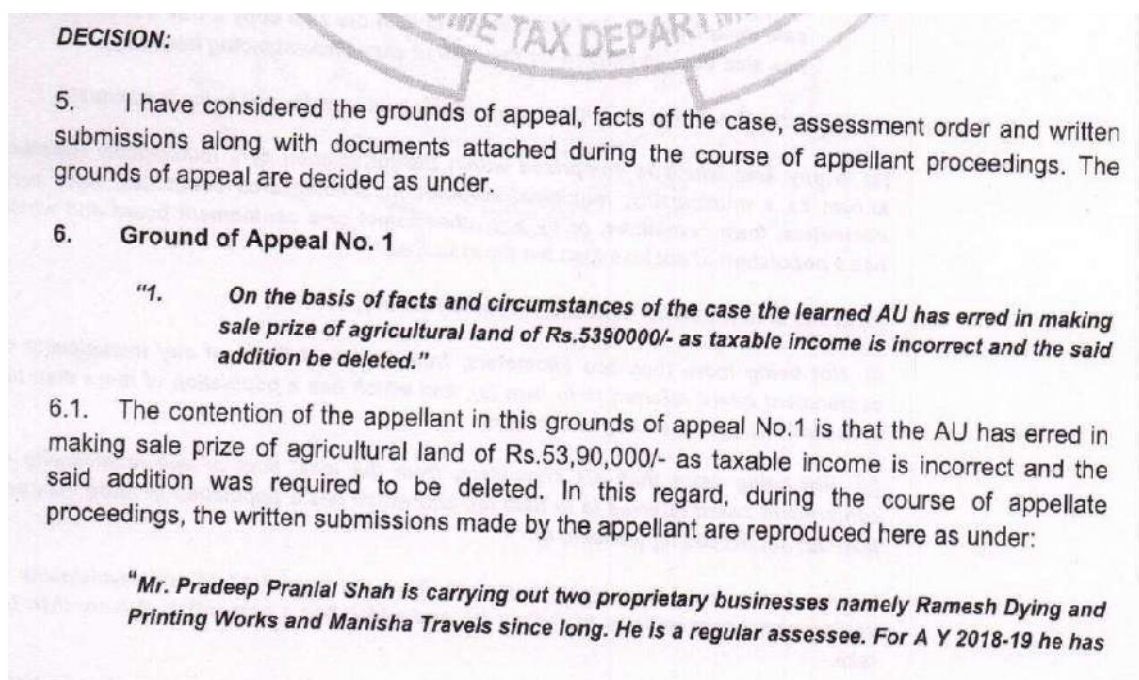 OME TAX DEPARTM
DECISION:
5. I have considered the grounds of appeal, facts of the case, assessment order and written
submissions along with documents attached during the course of appellant proceedings. The
grounds of appeal are decided as under.
6. Ground of Appeal No. 1
"1. On the basis of facts and circumstances of the case the learned AU has erred in making
sale prize of agricultural land of Rs.5390000/- as taxable income is incorrect and the said
addition be deleted."
6.1. The contention of the appellant in this grounds of appeal No.1 is that the AU has erred in
making sale prize of agricultural land of Rs.53,90,000/- as taxable income is incorrect and the
said addition was required to be deleted. In this regard, during the course of appellate
proceedings, the written submissions made by the appellant are reproduced here as under:
"Mr. Pradeep Pranlal Shah is carrying out two proprietary businesses namely Ramesh Dying and
Printing Works and Manisha Travels since long. He is a regular assessee. For A Y 2018-19 he has